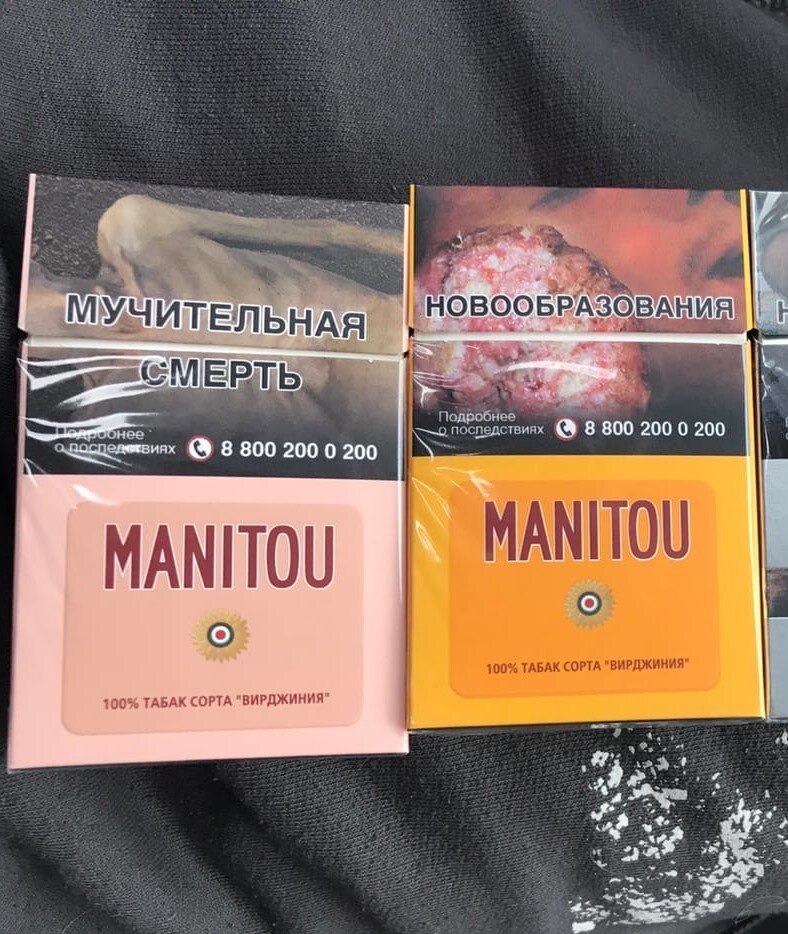 МУЧИТЕЛЬНАЯ
СМЕРТЬ
Подробнее
о последствиях 8 800 200 0 200
MANITOU
100% ТАБАК СОРТА "ВИРДЖИНИЯ"
НОВООБРАЗОВАНИЯ
Подробнее
о поспедствиях 8 800 200 0 200
MANITOU
100% ТАБАК СОРТА "ВИРДЖИНИЯ"